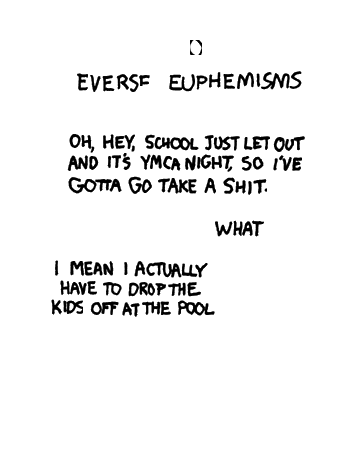 EVERSE EUPHEMISMS
OH, HEY, SCHOOL JUST LET OUT
AND IT'S YMCA NIGHT, SO I'VE
GOTTA GO TAKE A SHIT.
WHAT
I MEAN I ACTUALLY
HAVE TO DROP THE
KIDS OFF AT THE POOL